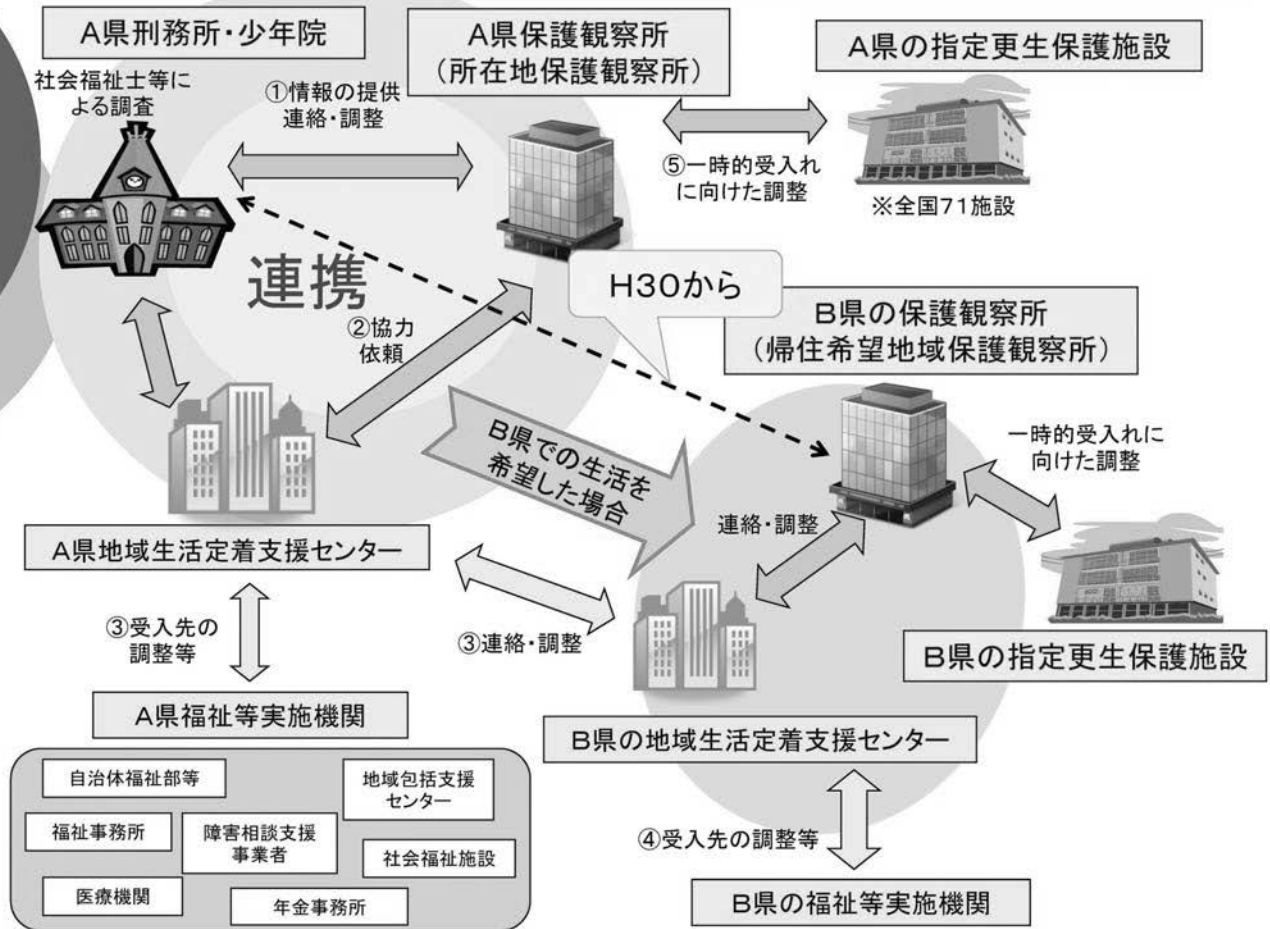 A県刑務所・少年院
社会福祉士等に
よる調査
①情報の提供
連絡・調整
A県保護観察所
(所在地保護観察所)
A県の指定更生保護施設
⑤一時的受入れ
に向けた調整
※全国71施設
連携
H30から
②協力
依頼
B県の保護観察所
(帰住希望地域保護観察所)
B県での生活を
希望した場合
一時的受入れに
向けた調整
連絡・調整
A県地域生活定着支援センター
③受入先の
調整等
③連絡・調整
B県の指定更生保護施設
A県福祉等実施機関
B県の地域生活定着支援センター
自治体福祉部等
地域包括支援
センター
福祉事務所
障害相談支援
事業者
社会福祉施設
医療機関
年金事務所
④受入先の調整等
B県の福祉等実施機関